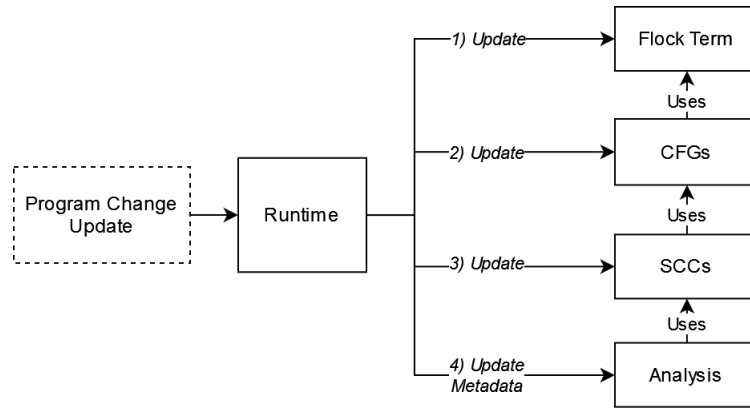 1) Update
Flock Term
Uses
2) Update
CFGs
Program Change
Update
Runtime
Uses
3) Update
SCCs
Uses
4) Update
Metadata
Analysis